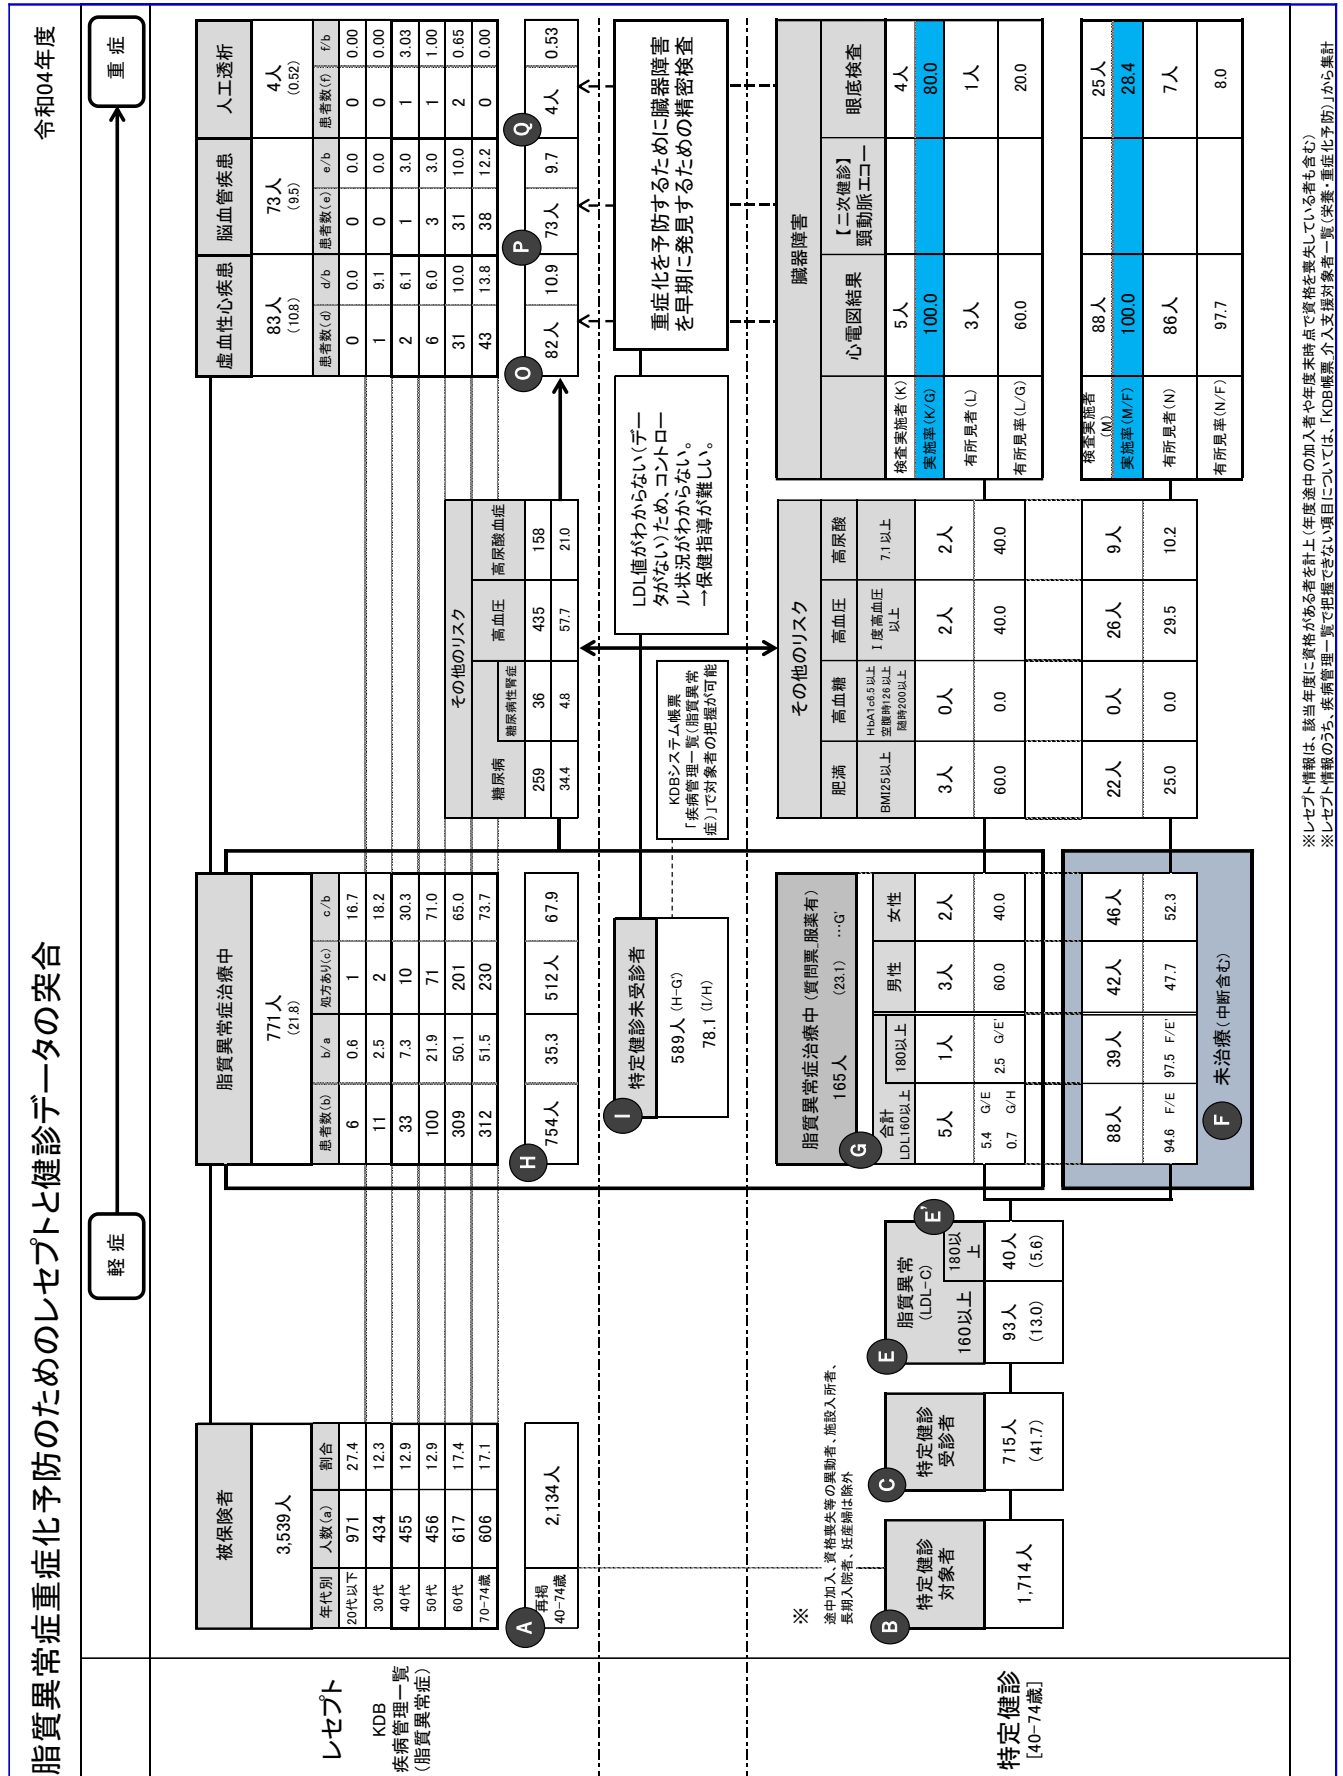 脂質異常症重症化予防のためのレセプトと健診データの突合
令和04年度
軽症
重症
レセプト
KDB
疾病管理一覧
(脂質異常症)
被保険者
3,539人
年代別 人数(a) 割合
20代以下 971 27.4
30代 434 12.3
40代 455 12.9
50代 456 12.9
60代 617 17.4
70-74歳 606 17.1
A
再掲
40-74歳
2,134人
脂質異常症治療中
771人
(21.8)
患者数(b) b/a 処方あり(c) c/b
6 0.6 1 16.7
11 2.5 2 18.2
33 7.3 10 30.3
100 21.9 71 71.0
309 50.1 201 65.0
312 51.5 230 73.7
H
754人 35.3 512人 67.9
その他のリスク
糖尿病 糖尿病性腎症 高血圧 高尿酸血症
259 36 435 158
34.4 4.8 57.7 21.0
虚血性心疾患 脳血管疾患 人工透析
83人 73人 4人
(10.8) (9.5) (0.52)
患者数(d) d/b 患者数(e) e/b 患者数(f) f/b
0 0.0 0 0.0 0 0.00
1 9.1 0 0.0 0 0.00
2 6.1 1 3.0 1 3.03
6 6.0 3 3.0 1 1.00
31 10.0 31 10.0 2 0.65
43 13.8 38 12.2 0 0.00
O P Q
82人 10.9 73人 9.7 4人 0.53
I
特定健診未受診者
589人 (H-G')
78.1 (I/H)
KDBシステム帳票
「疾病管理一覧(脂質異常
症)」で対象者の把握が可能
LDL値がわからない(デー
タがない)ため、コントロー
ル状況がわからない。
→保健指導が難しい。
重症化を予防するために臓器障害
を早期に発見するための精密検査
特定健診
[40-74歳]
※
途中加入、資格喪失等の異動者、施設入所者、
長期入院者、妊産婦は除外
B
特定健診
対象者
1,714人
C
特定健診
受診者
715人
(41.7)
E
脂質異常
(LDL-C)
160以上
E'
180以
上
93人 40人
(13.0) (5.6)
脂質異常症治療中(質問票_服薬有)
165人 (23.1) …G'
G
合計
LDL160以上
180以上 男性 女性
5人 1人 3人 2人
5.4 G/E 2.5 G/E' 60.0 40.0
0.7 G/H
88人 39人 42人 46人
94.6 F/E 97.5 F/E' 47.7 52.3
F
未治療(中断含む)
その他のリスク
肥満 高血糖 高血圧 高尿酸
BMI25以上
HbA1c6.5以上
空腹時126以上
随時200以上
Ⅰ度高血圧
以上
7.1以上
3人 0人 2人 2人
60.0 0.0 40.0 40.0
22人 0人 26人 9人
25.0 0.0 29.5 10.2
臓器障害
心電図結果
【二次健診】
頸動脈エコー
眼底検査
検査実施者(K) 5人 4人
実施率(K/G) 100.0 80.0
有所見者(L) 3人 1人
有所見率(L/G) 60.0 20.0
検査実施者
(M)
88人 25人
実施率(M/F) 100.0 28.4
有所見者(N) 86人 7人
有所見率(N/F) 97.7 8.0
※レセプト情報は、該当年度に資格がある者を計上(年度途中の加入者や年度末時点で資格を喪失している者も含む)
※レセプト情報のうち、疾病管理一覧で把握できない項目については、「KDB帳票_介入支援対象者一覧(栄養・重症化予防)」から集計